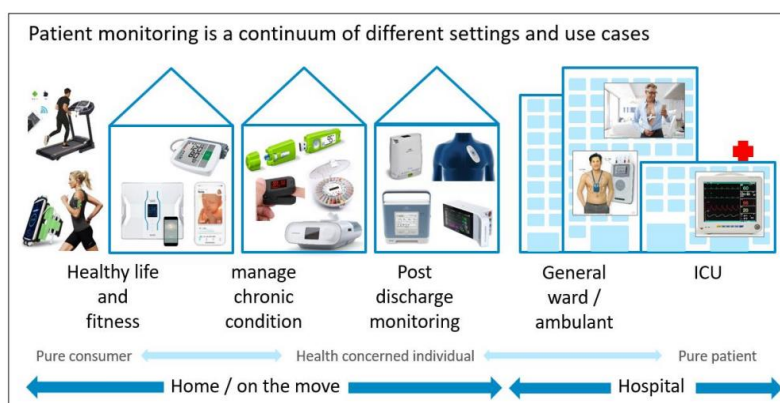 Patient monitoring is a continuum of different settings and use cases
Healthy life
and
fitness
manage
chronic
condition
Post
discharge
monitoring
General
ward /
ambulant
ICU
Pure consumer
Health concerned individual
Pure patient
Home / on the move
Hospital